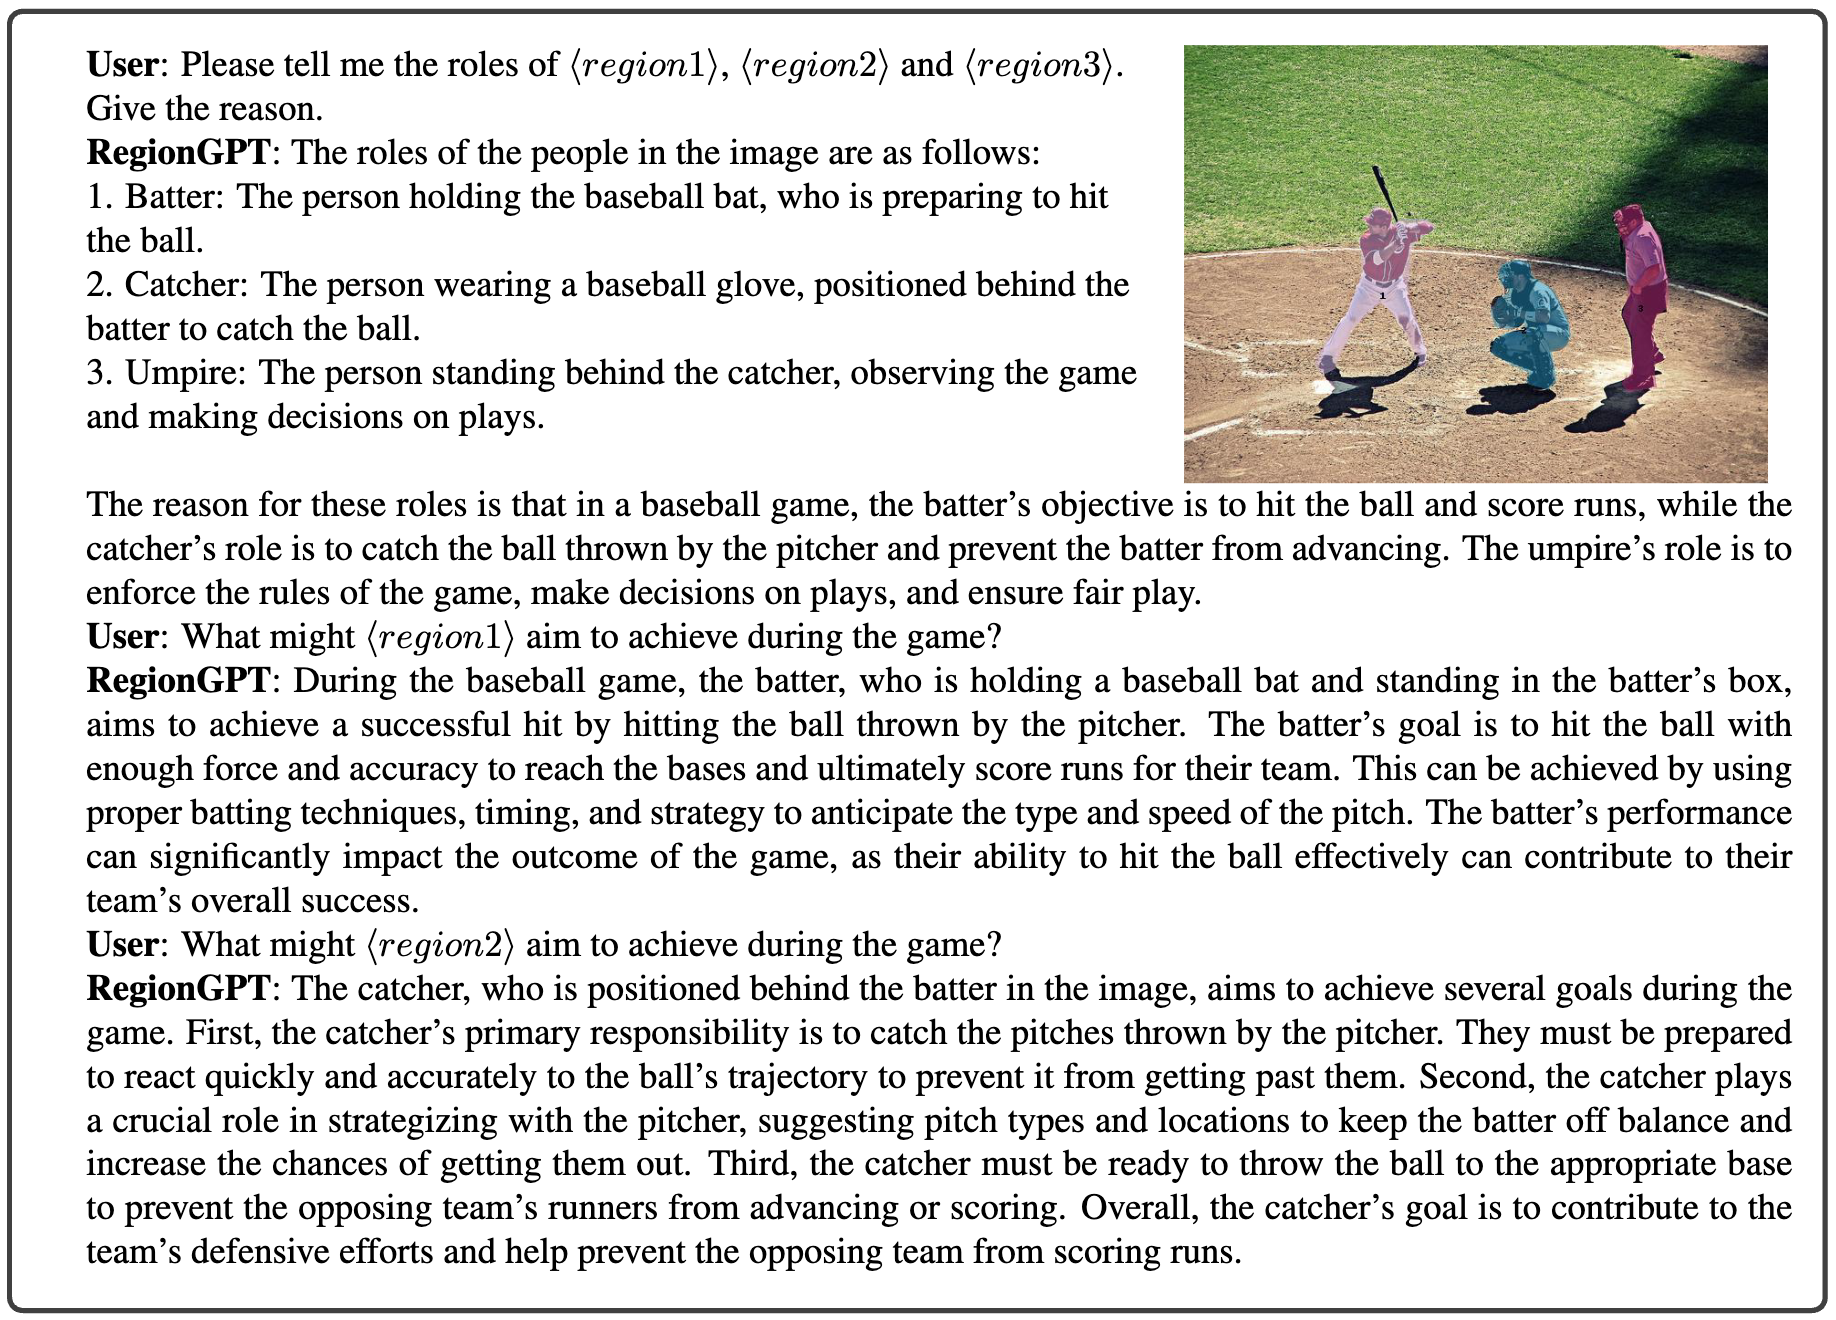 User: Please tell me the roles of ⟨region1⟩, ⟨region2⟩ and ⟨region3⟩.
Give the reason.
RegionGPT: The roles of the people in the image are as follows:
1. Batter: The person holding the baseball bat, who is preparing to hit
the ball.
2. Catcher: The person wearing a baseball glove, positioned behind the
batter to catch the ball.
3. Umpire: The person standing behind the catcher, observing the game
and making decisions on plays.
1
3
The reason for these roles is that in a baseball game, the batter’s objective is to hit the ball and score runs, while the
catcher’s role is to catch the ball thrown by the pitcher and prevent the batter from advancing. The umpire’s role is to
enforce the rules of the game, make decisions on plays, and ensure fair play.
User: What might ⟨region1⟩ aim to achieve during the game?
RegionGPT: During the baseball game, the batter, who is holding a baseball bat and standing in the batter’s box,
aims to achieve a successful hit by hitting the ball thrown by the pitcher. The batter’s goal is to hit the ball with
enough force and accuracy to reach the bases and ultimately score runs for their team. This can be achieved by using
proper batting techniques, timing, and strategy to anticipate the type and speed of the pitch. The batter’s performance
can significantly impact the outcome of the game, as their ability to hit the ball effectively can contribute to their
team’s overall success.
User: What might ⟨region2⟩ aim to achieve during the game?
RegionGPT: The catcher, who is positioned behind the batter in the image, aims to achieve several goals during the
game. First, the catcher’s primary responsibility is to catch the pitches thrown by the pitcher. They must be prepared
to react quickly and accurately to the ball’s trajectory to prevent it from getting past them. Second, the catcher plays
a crucial role in strategizing with the pitcher, suggesting pitch types and locations to keep the batter off balance and
increase the chances of getting them out. Third, the catcher must be ready to throw the ball to the appropriate base
to prevent the opposing team’s runners from advancing or scoring. Overall, the catcher’s goal is to contribute to the
team’s defensive efforts and help prevent the opposing team from scoring runs.